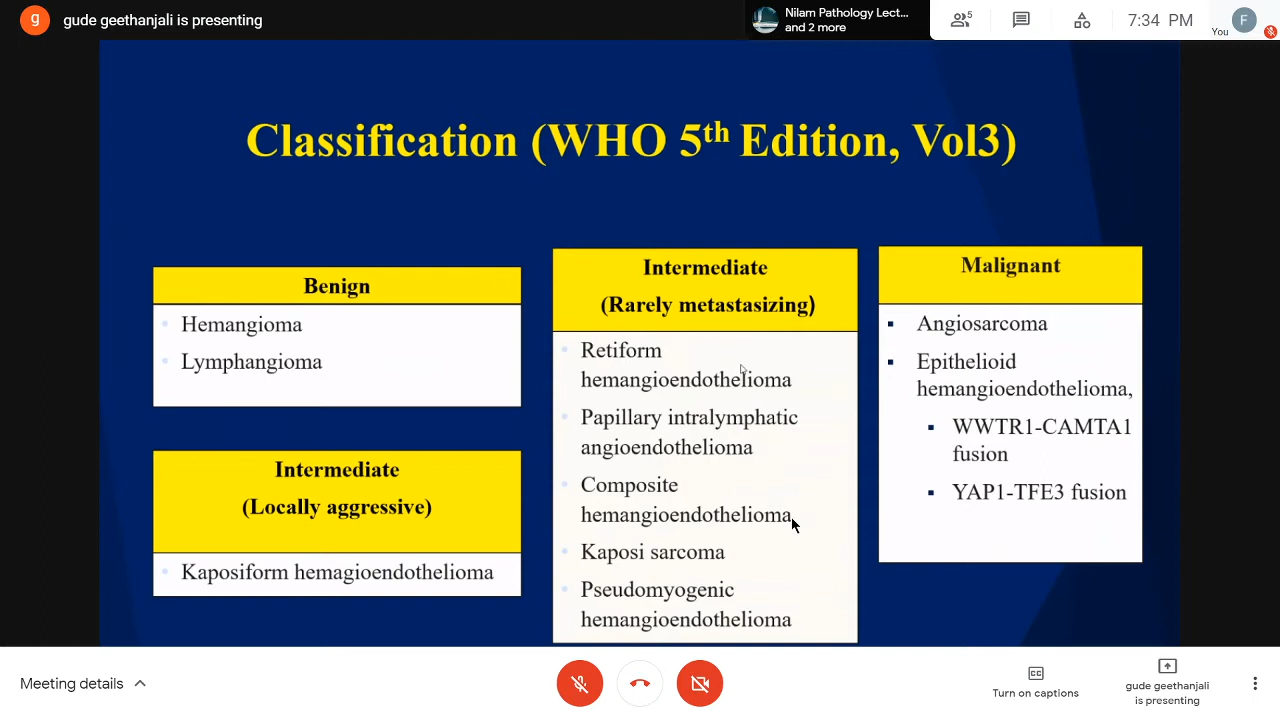 g
gude geethanjali is presenting
Nilam Pathology Lect...
and 2 more
5
7:34 PM
You
F
Classification (WHO 5th Edition, Vol3)
Benign
Hemangioma
Lymphangioma
Intermediate
(Locally aggressive)
Kaposiform hemagioendothelioma
Intermediate
(Rarely metastasizing)
Retiform
hemangioendothelioma
Papillary intralymphatic
angioendothelioma
Composite
hemangioendothelioma
Kaposi sarcoma
Pseudomyogenic
hemangioendothelioma
Malignant
Angiosarcoma
Epithelioid
hemangioendothelioma,
WWTR1-CAMTA1
fusion
YAP1-TFE3 fusion
Meeting details
CC
Turn on captions
gude geethanjali
is presenting